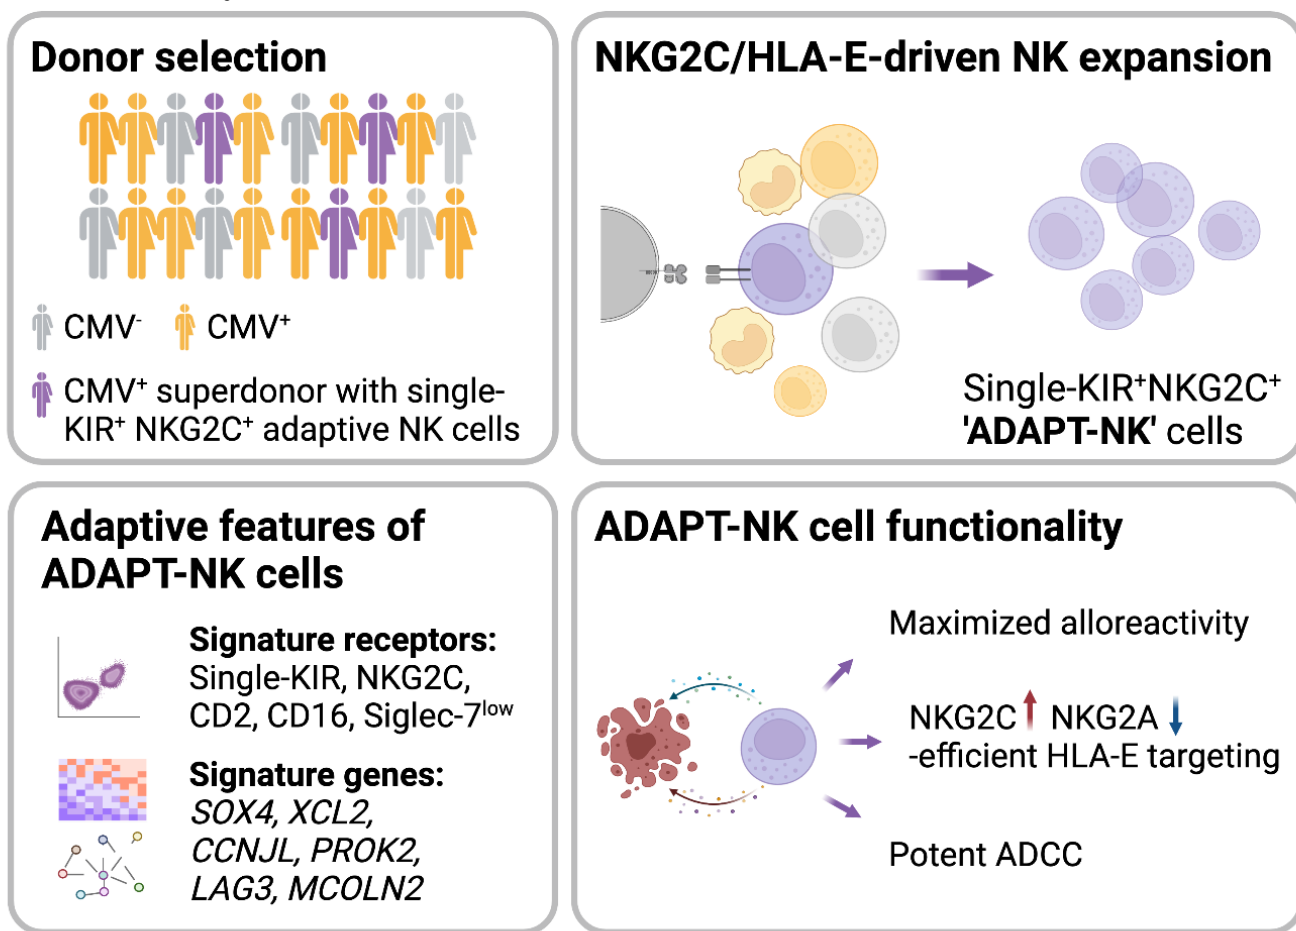 Donor selection
CMV⁻ CMV⁺
CMV⁺ superdonor with single-
KIR⁺ NKG2C⁺ adaptive NK cells
NKG2C/HLA-E-driven NK expansion
Single-KIR⁺NKG2C⁺
'ADAPT-NK' cells
Adaptive features of
ADAPT-NK cells
Signature receptors:
Single-KIR, NKG2C,
CD2, CD16, Siglec-7ˡᵒʷ
Signature genes:
SOX4, XCL2,
CCNJL, PROK2,
LAG3, MCOLN2
ADAPT-NK cell functionality
Maximized alloreactivity
NKG2C NKG2A
-efficient HLA-E targeting
Potent ADCC